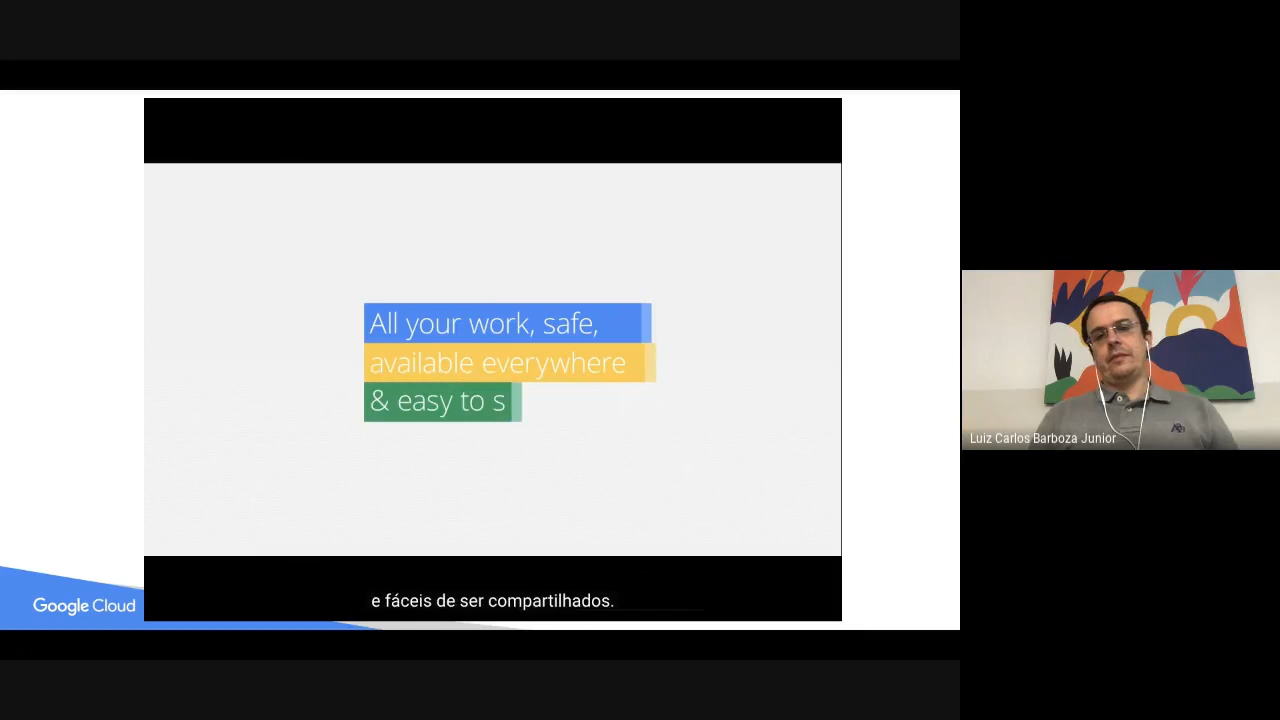 All your work, safe,
available everywhere
& easy to s
e fáceis de ser compartilhados.
Google Cloud
Luiz Carlos Barboza Junior